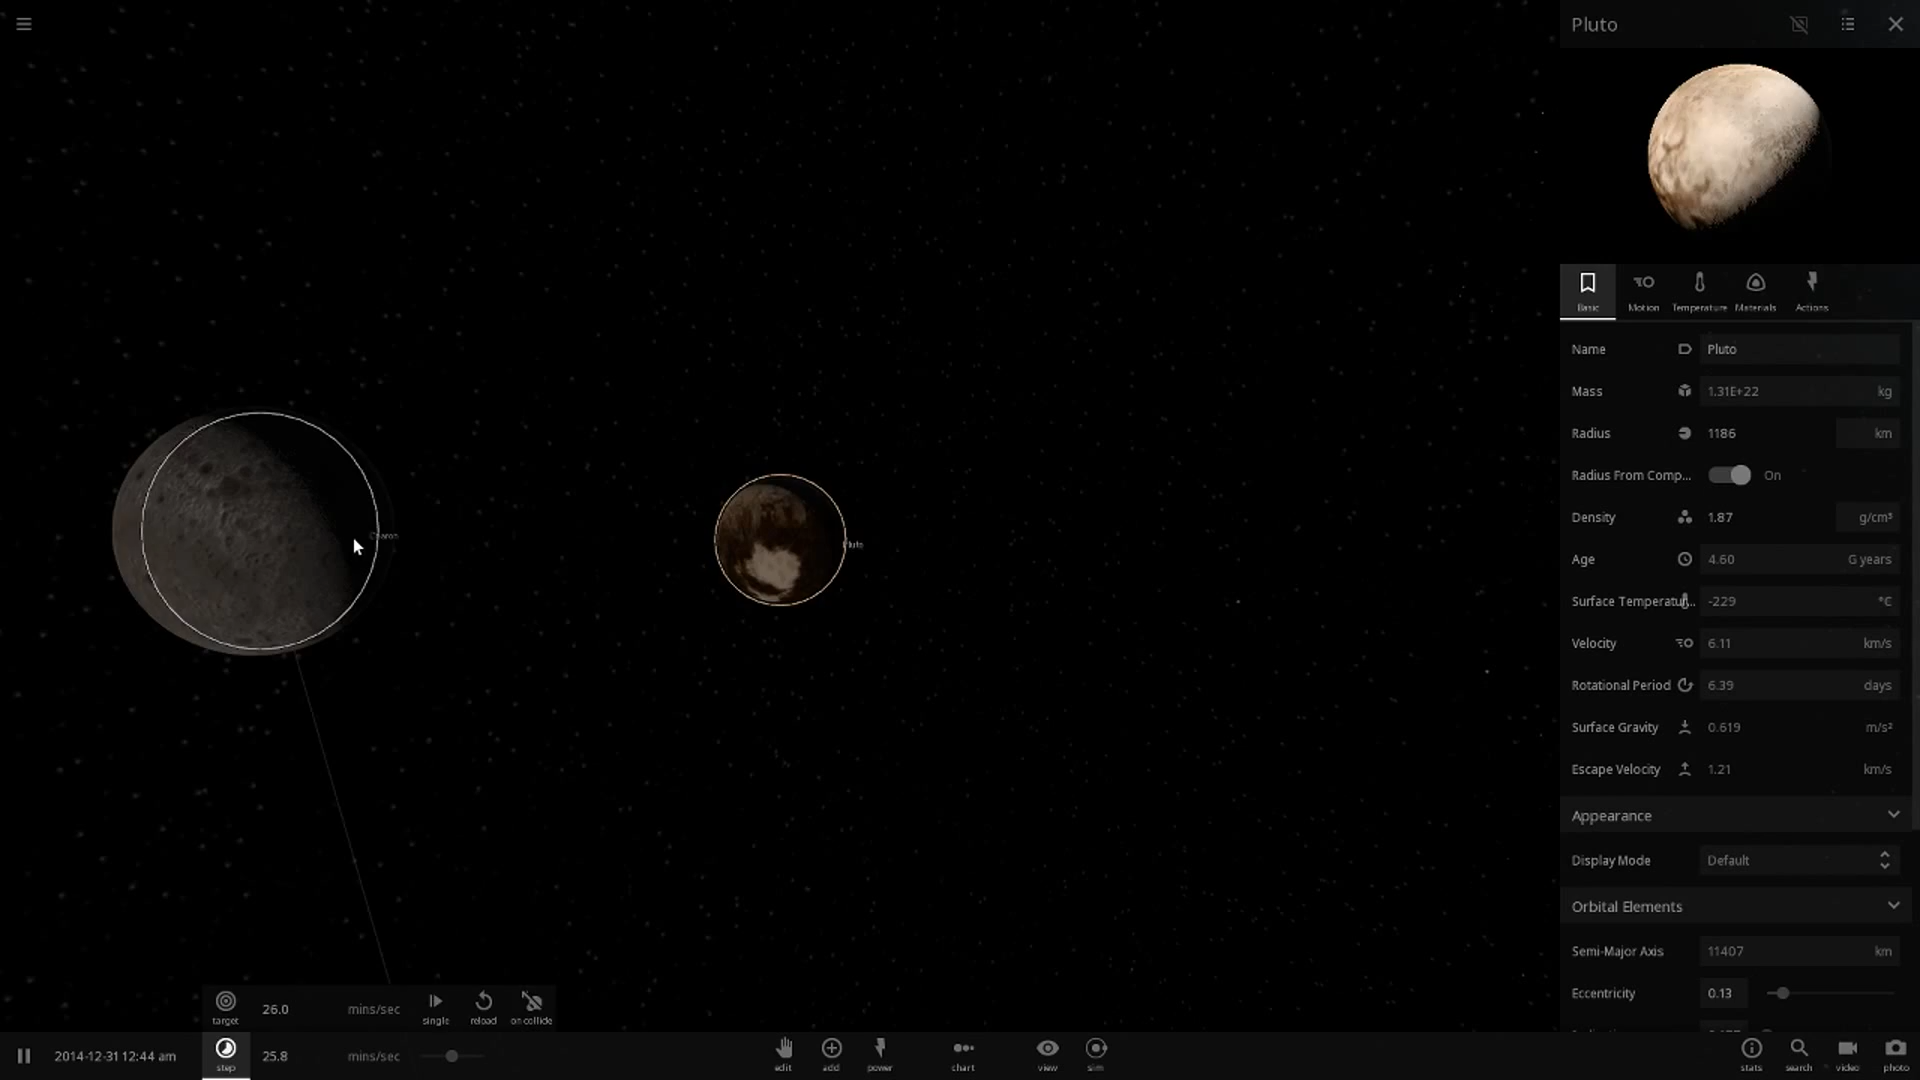 Pluto
Basic
Motion
Temperature
Materials
Actions
Name Pluto
Mass 1.31E+22 kg
Radius 1186 km
Radius From Comp... On
Density 1.87 g/cm³
Age 4.60 G years
Surface Temperatur... -229 °C
Velocity 6.11 km/s
Rotational Period 6.39 days
Surface Gravity 0.619 m/s²
Escape Velocity 1.21 km/s
Appearance
Display Mode Default
Orbital Elements
Semi-Major Axis 11407 km
Eccentricity 0.13
Charon
Pluto
target 26.0 mins/sec single reload on collide
2014-12-31 12:44 am step 25.8 mins/sec
edit add power chart view sim
stats search video photo